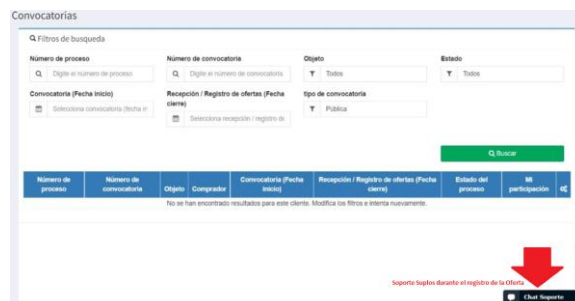 Convocatorias
Filtros de busqueda
Número de proceso
Número de convocatoria
Objeto
Estado
Digite el número de proceso
Digite el número de convocatoria
Todos
Todos
Convocatoria (Fecha Inicio)
Recepción / Registro de ofertas (Fecha cierre)
tipo de convocatoria
Selecciona convocatoria (fecha in
Selecciona recepción / registro de
Pública
Buscar
Número de proceso
Número de convocatoria
Objeto
Comprador
Convocatoria (Fecha Inicio)
Recepción / Registro de ofertas (Fecha cierre)
Estado del proceso
Mi participación
No se han encontrado resultados para este cliente. Modifica los filtros e intenta nuevamente.
Soporte Suplos durante el registro de la Oferta
Chat Soporte